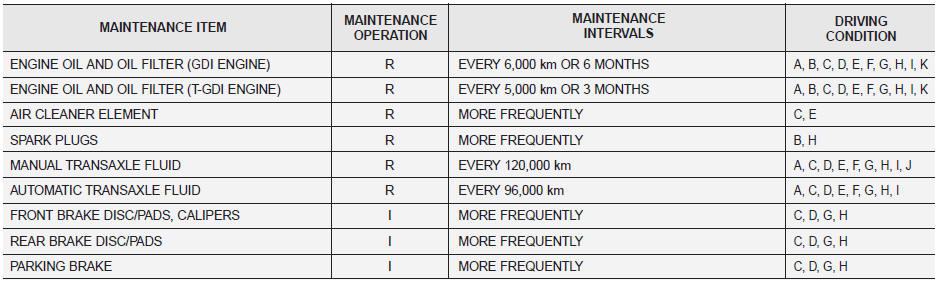 MAINTENANCE ITEM MAINTENANCE OPERATION MAINTENANCE INTERVALS DRIVING CONDITION
ENGINE OIL AND OIL FILTER (GDI ENGINE) R EVERY 6,000 km OR 6 MONTHS A, B, C, D, E, F, G, H, I, K
ENGINE OIL AND OIL FILTER (T-GDI ENGINE) R EVERY 5,000 km OR 3 MONTHS A, B, C, D, E, F, G, H, I, K
AIR CLEANER ELEMENT R MORE FREQUENTLY C, E
SPARK PLUGS R MORE FREQUENTLY B, H
MANUAL TRANSAXLE FLUID R EVERY 120,000 km A, C, D, E, F, G, H, I, J
AUTOMATIC TRANSAXLE FLUID R EVERY 96,000 km A, C, D, E, F, G, H, I
FRONT BRAKE DISC/PADS, CALIPERS I MORE FREQUENTLY C, D, G, H
REAR BRAKE DISC/PADS I MORE FREQUENTLY C, D, G, H
PARKING BRAKE I MORE FREQUENTLY C, D, G, H